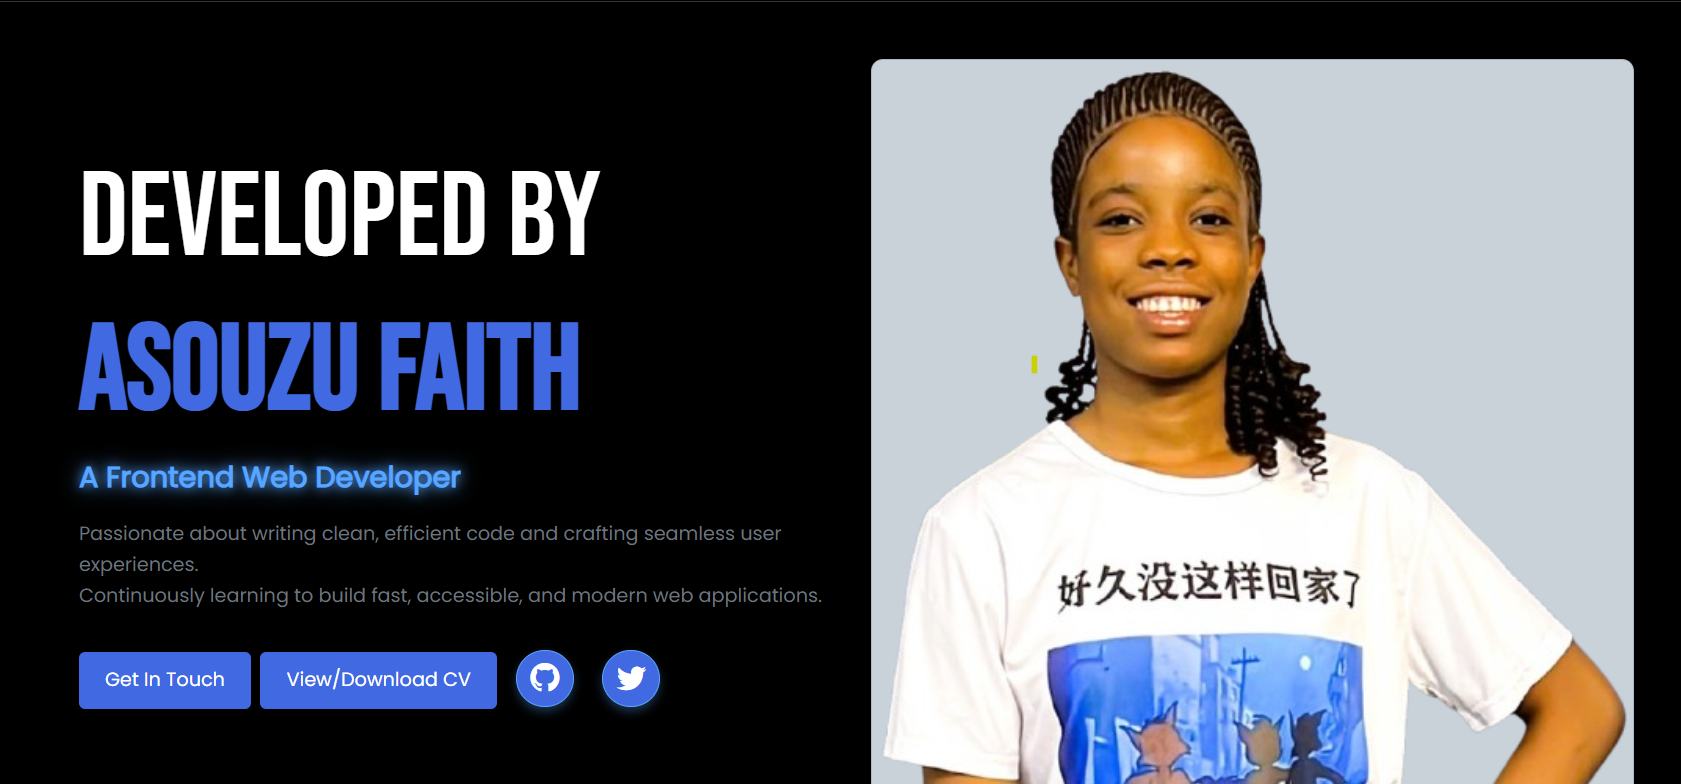 DEVELOPED BY
ASOUZU FAITH
A Frontend Web Developer
Passionate about writing clean, efficient code and crafting seamless user
experiences.
Continuously learning to build fast, accessible, and modern web applications.
Get In Touch
View/Download CV
好久没这样回家了